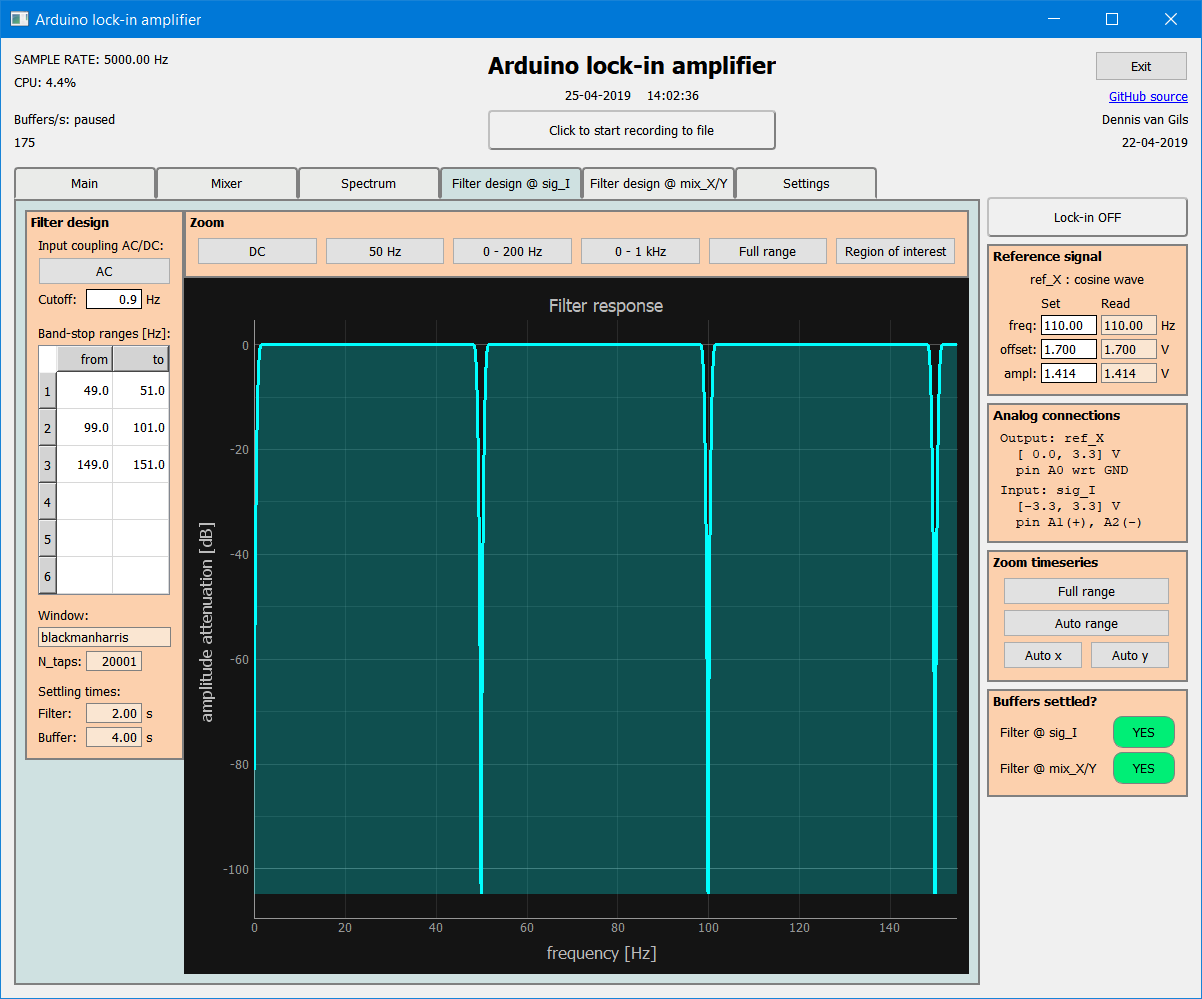 Arduino lock-in amplifier
SAMPLE RATE: 5000.00 Hz
CPU: 4.4%
Buffers/s: paused
175
Arduino lock-in amplifier
25-04-2019 14:02:36
Click to start recording to file
Exit
GitHub source
Dennis van Gils
22-04-2019
Main Mixer Spectrum Filter design @ sig_I Filter design @ mix_X/Y Settings
Filter design
Input coupling AC/DC:
AC
Cutoff: 0.9 Hz
Band-stop ranges [Hz]:
from to
1 49.0 51.0
2 99.0 101.0
3 149.0 151.0
4
5
6
Window:
blackmanharris
N_taps: 20001
Settling times:
Filter: 2.00 s
Buffer: 4.00 s
Zoom
DC 50 Hz 0 - 200 Hz 0 - 1 kHz Full range Region of interest
Filter response
amplitude attenuation [dB]
0
-20
-40
-60
-80
-100
0 20 40 60 80 100 120 140
frequency [Hz]
Lock-in OFF
Reference signal
ref_X : cosine wave
Set Read
freq: 110.00 110.00 Hz
offset: 1.700 1.700 V
ampl: 1.414 1.414 V
Analog connections
Output: ref_X
[ 0.0, 3.3] V
pin A0 wrt GND
Input: sig_I
[-3.3, 3.3] V
pin A1(+), A2(-)
Zoom timeseries
Full range
Auto range
Auto x Auto y
Buffers settled?
Filter @ sig_I YES
Filter @ mix_X/Y YES